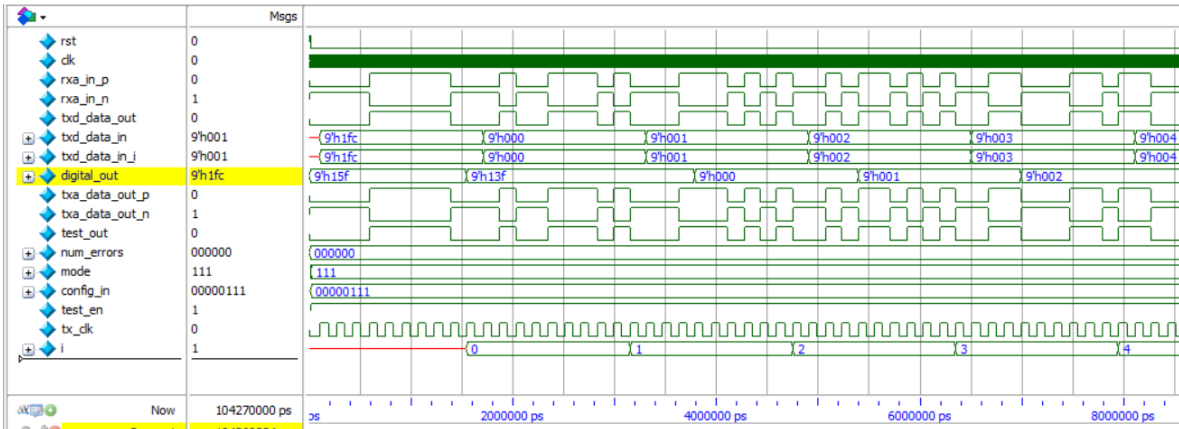 Msgs
rst 0
clk 0
rxa_in_p 0
rxa_in_n 1
txd_data_out 0
txd_data_in 9'h001 9'h1fc 9'h000 9'h001 9'h002 9'h003 9'h004
txd_data_in_i 9'h001 9'h1fc 9'h000 9'h001 9'h002 9'h003 9'h004
digital_out 9'h1fc 9'h15f 9'h13f 9'h000 9'h001 9'h002
txa_data_out_p 0
txa_data_out_n 1
test_out 0
num_errors 000000 000000
mode 111 111
config_in 00000111 00000111
test_en 1
tx_clk 0
i 1 0 1 2 3 4
Now 104270000 ps ps 2000000 ps 4000000 ps 6000000 ps 8000000 ps